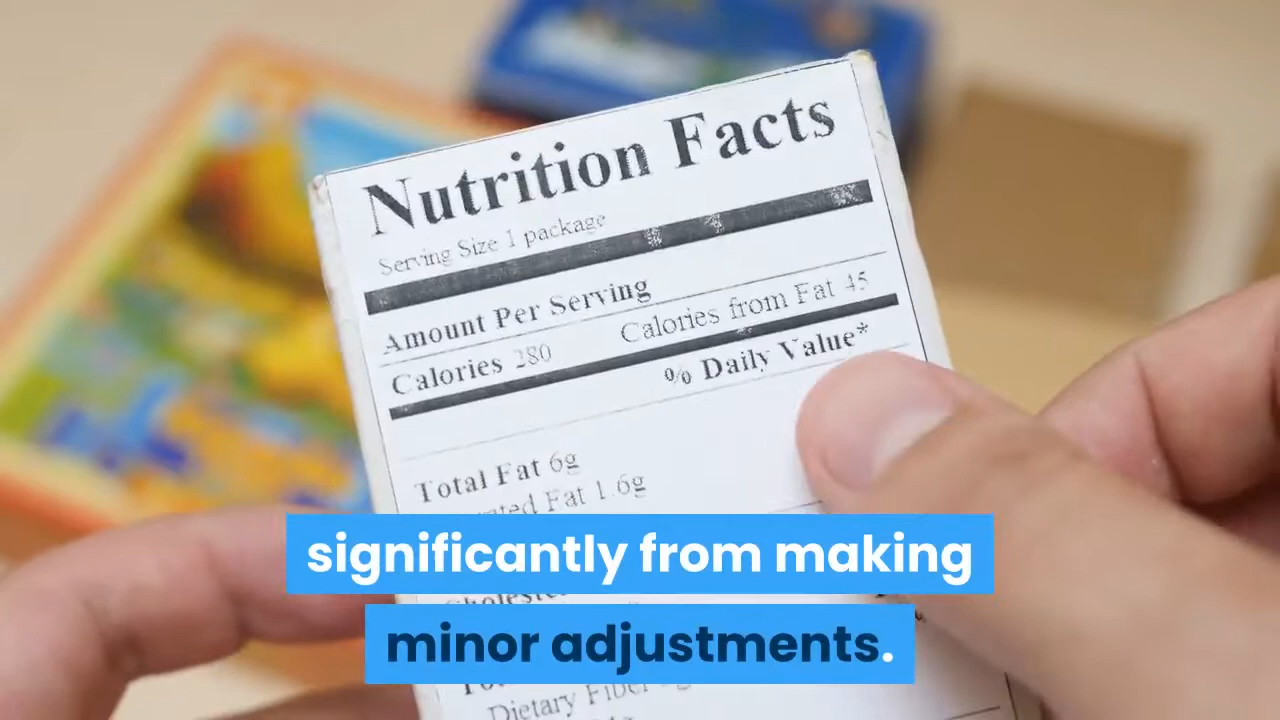 Nutrition Facts
Serving Size 1 package
Amount Per Serving
Calories 280 Calories from Fat 45
% Daily Value*
Total Fat 6g
Fat 1.6g
significantly from making
minor adjustments.
Dietary Fiber